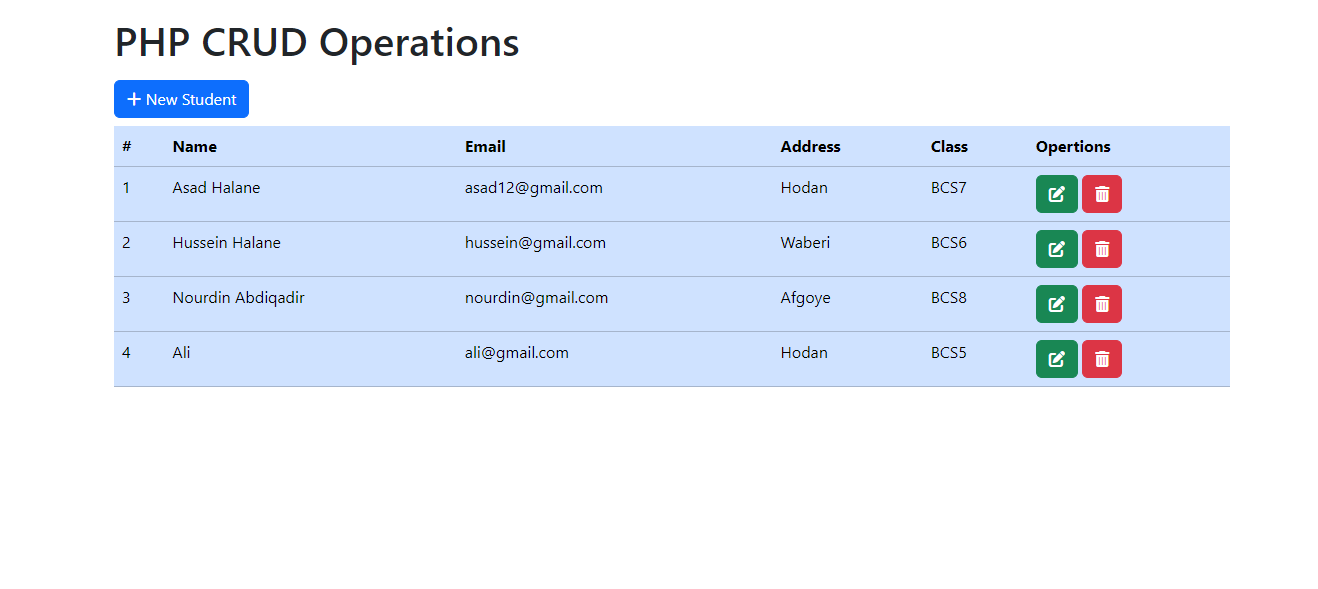 PHP CRUD Operations
+ New Student
# Name Email Address Class Opertions
1 Asad Halane asad12@gmail.com Hodan BCS7
2 Hussein Halane hussein@gmail.com Waberi BCS6
3 Nourdin Abdiqadir nourdin@gmail.com Afgoye BCS8
4 Ali ali@gmail.com Hodan BCS5